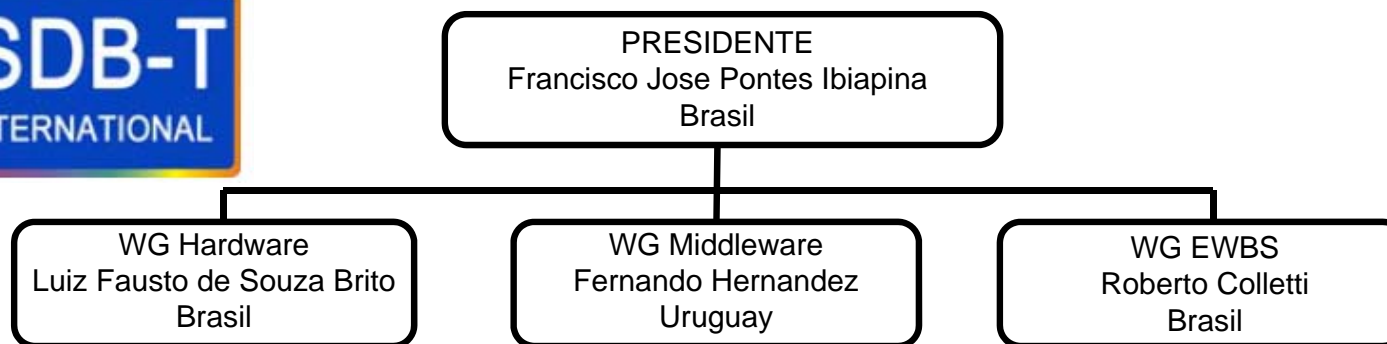 SDB-T
TERNATIONAL
PRESIDENTE
Francisco Jose Pontes Ibiapina
Brasil
WG Hardware
Luiz Fausto de Souza Brito
Brasil
WG Middleware
Fernando Hernandez
Uruguay
WG EWBS
Roberto Colletti
Brasil